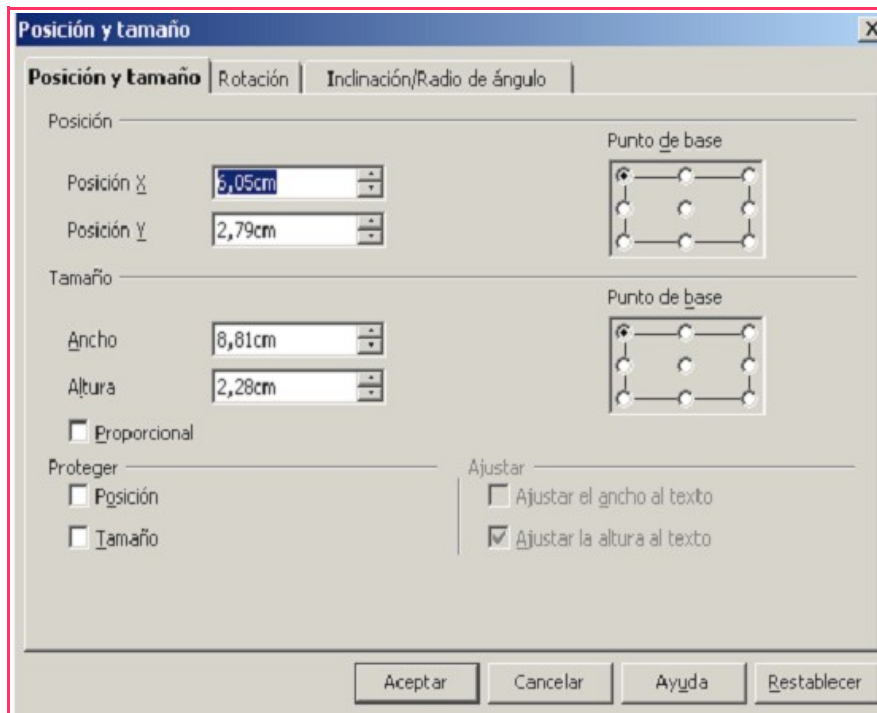 Posición y tamaño
Posición y tamaño Rotación Inclinación/Radio de ángulo
Posición
Punto de base
Posición X 6,05cm
Posición Y 2,79cm
Tamaño
Punto de base
Ancho 8,81cm
Altura 2,28cm
Proporcional
Proteger Ajustar
Posición Ajustar el ancho al texto
Tamaño Ajustar la altura al texto
Aceptar Cancelar Ayuda Restablecer